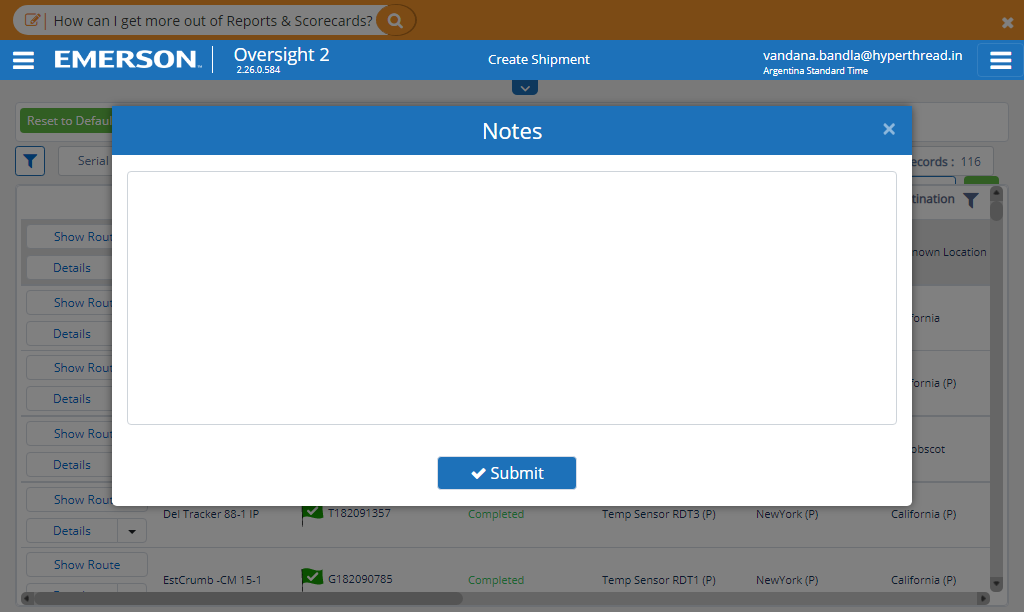 How can I get more out of Reports & Scorecards?
EMERSON™ Oversight 2 Create Shipment vandana.bandla@hyperthread.in
2.26.0.584 Argentina Standard Time
Reset to Defaul
Notes
Serial
ecords : 116
tination
Show Rout
nown Location
Details
Show Rout
fornia
Details
Show Rout
fornia (P)
Details
Show Rout
obscot
Details
Show Rout
Del Tracker 88-1 IP T182091357 Completed Temp Sensor RDT3 (P) NewYork (P) California (P)
Details
Submit
Show Route
EstCrumb -CM 15-1 G182090785 Completed Temp Sensor RDT1 (P) NewYork (P) California (P)